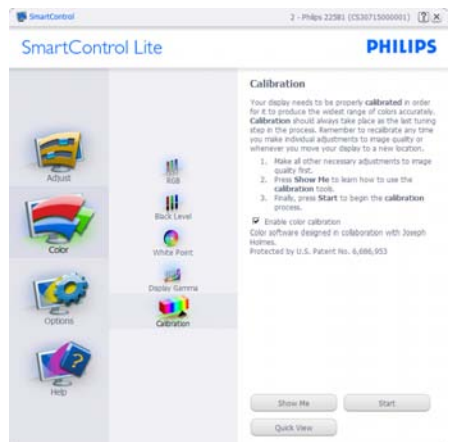 SmartControl
2 - Philips 225B1 (CS30715000001)
SmartControl Lite
PHILIPS
Adjust
Color
Options
Help
RGB
Black Level
White Point
Display Gamma
Calibration
Calibration
Your display needs to be properly calibrated in order
for it to produce the widest range of colors accurately.
Calibration should always take place as the last tuning
step in the process. Remember to recalibrate any time
you make individual adjustments to image quality or
whenever you move your display to a new location.
1. Make all other necessary adjustments to image
quality first.
2. Press Show Me to learn how to use the
calibration tools.
3. Finally, press Start to begin the calibration
process.
Enable color calibration
Color software designed in collaboration with Joseph
Holmes.
Protected by U.S. Patent No. 6,686,953
Show Me
Start
Quick View